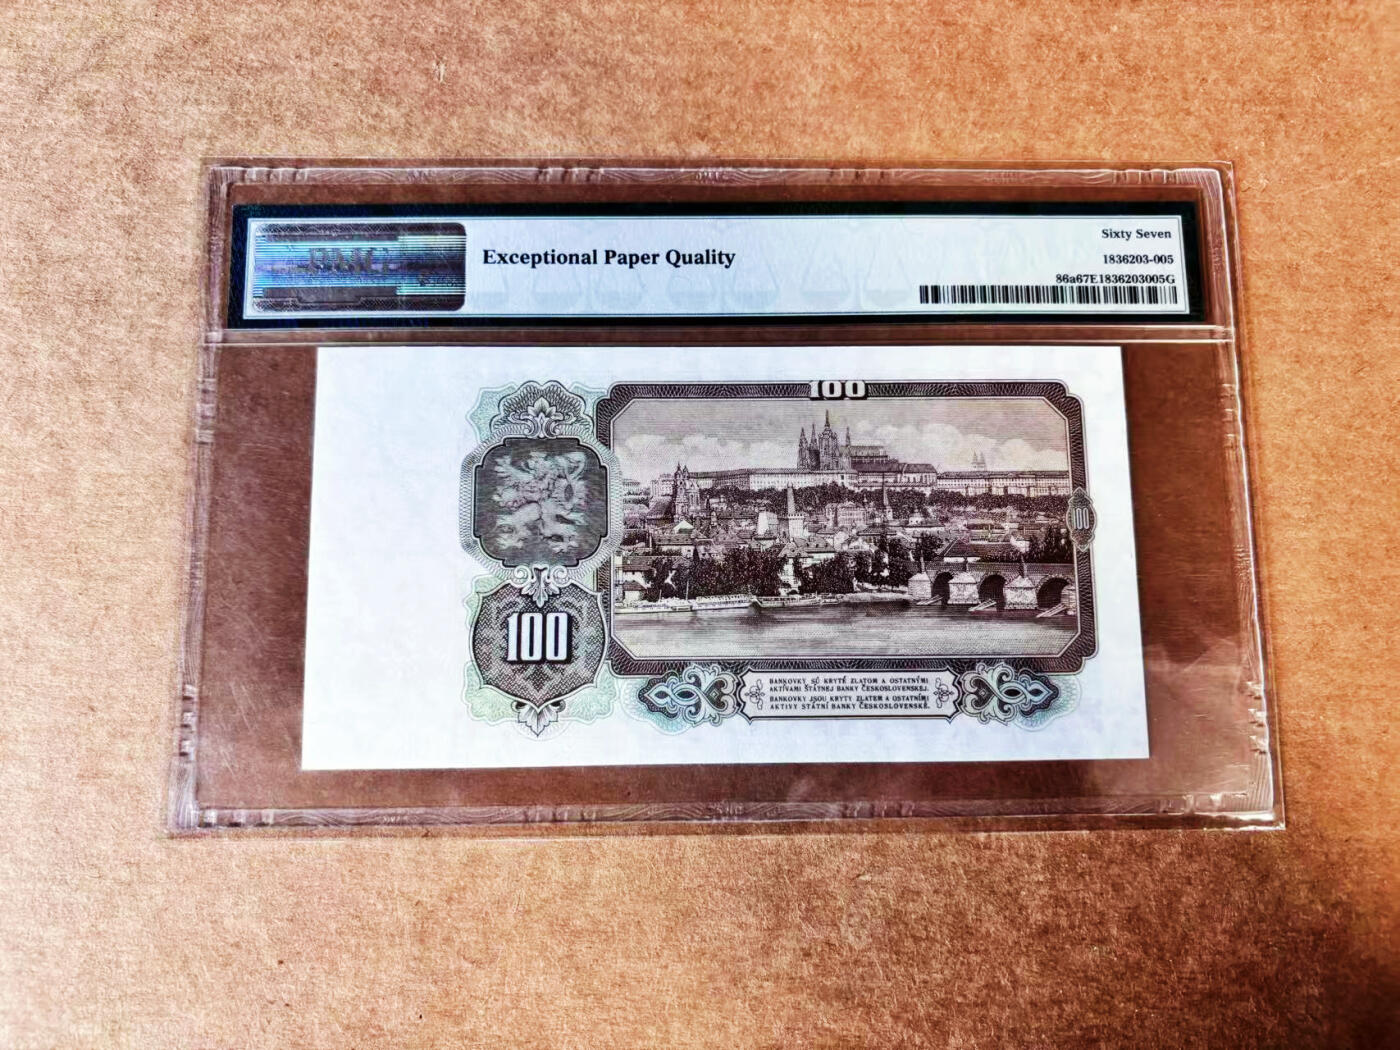 PMG
Exceptional Paper Quality
Sixty Seven
1836203-005
86a67E1836203005G
100
100
100
BANKOVKY SÚ KRYTÉ ZLATOM A OSTATNÝMI
AKTÍVAMI ŠTÁTNEJ BANKY ČESKOSLOVENSKEJ.
BANKOVKY JSOU KRYTY ZLATEM A OSTATNÍMI
AKTIVY STÁTNÍ BANKY ČESKOSLOVENSKÉ.